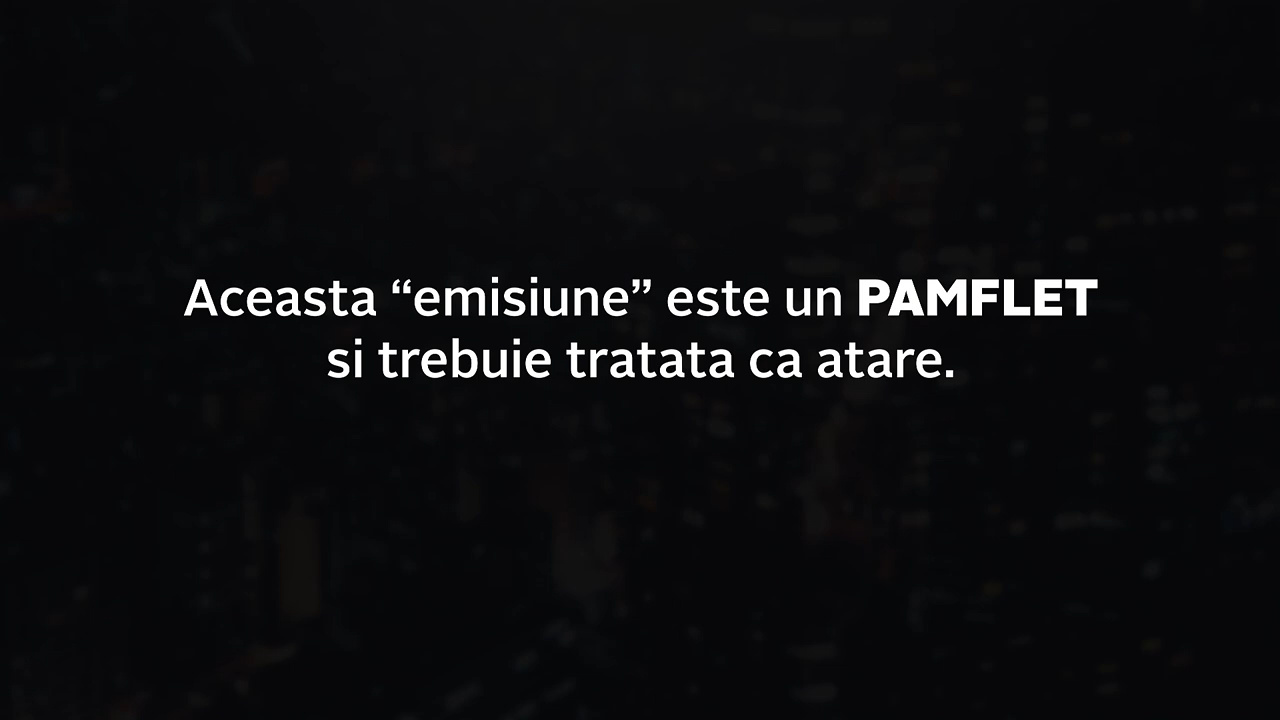 Aceasta “emisiune” este un PAMFLET
si trebuie tratata ca atare.